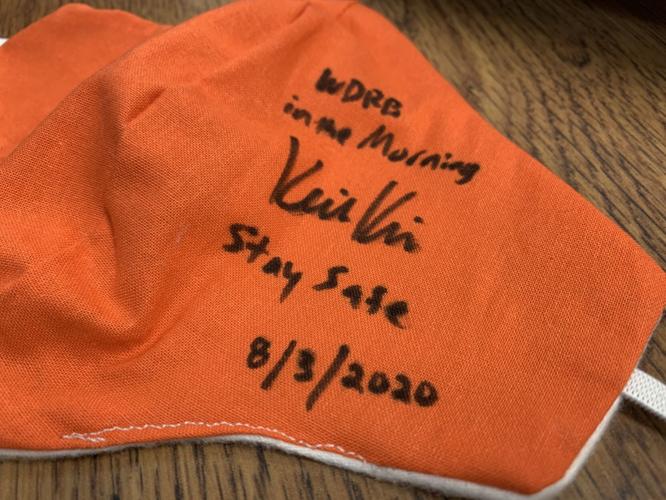 WDRB
in the Morning
Stay Safe
8/3/2020